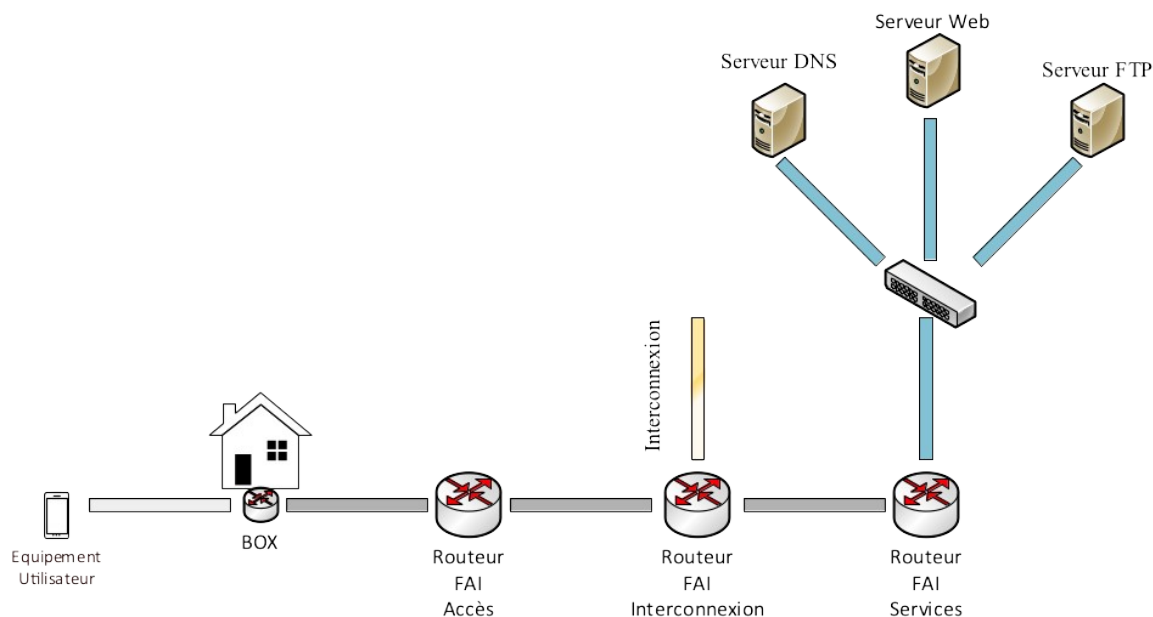 Serveur Web
Serveur DNS
Serveur FTP
Interconnexion
Equipement
Utilisateur
BOX
Routeur
FAI
Accès
Routeur
FAI
Interconnexion
Routeur
FAI
Services